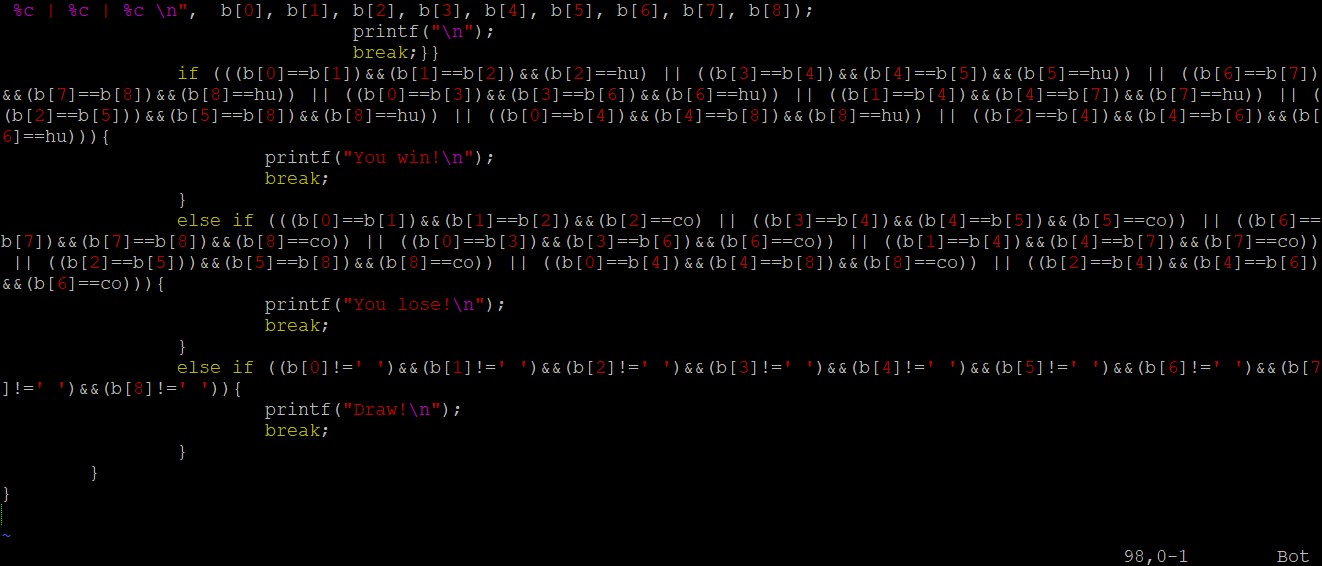 %c | %c | %c \n",  b[0], b[1], b[2], b[3], b[4], b[5], b[6], b[7], b[8]);
printf("\n");
break;}}
if (((b[0]==b[1])&&(b[1]==b[2])&&(b[2]==hu) || ((b[3]==b[4])&&(b[4]==b[5])&&(b[5]==hu)) || ((b[6]==b[7])
&&(b[7]==b[8])&&(b[8]==hu)) || ((b[0]==b[3])&&(b[3]==b[6])&&(b[6]==hu)) || ((b[1]==b[4])&&(b[4]==b[7])&&(b[7]==hu)) || (
(b[2]==b[5]))&&(b[5]==b[8])&&(b[8]==hu)) || ((b[0]==b[4])&&(b[4]==b[8])&&(b[8]==hu)) || ((b[2]==b[4])&&(b[4]==b[6])&&(b[
6]==hu))){
printf("You win!\n");
break;
}
else if (((b[0]==b[1])&&(b[1]==b[2])&&(b[2]==co) || ((b[3]==b[4])&&(b[4]==b[5])&&(b[5]==co)) || ((b[6]==
b[7])&&(b[7]==b[8])&&(b[8]==co)) || ((b[0]==b[3])&&(b[3]==b[6])&&(b[6]==co)) || ((b[1]==b[4])&&(b[4]==b[7])&&(b[7]==co))
|| ((b[2]==b[5]))&&(b[5]==b[8])&&(b[8]==co)) || ((b[0]==b[4])&&(b[4]==b[8])&&(b[8]==co)) || ((b[2]==b[4])&&(b[4]==b[6])
&&(b[6]==co))){
printf("You lose!\n");
break;
}
else if ((b[0]!=' ')&&(b[1]!=' ')&&(b[2]!=' ')&&(b[3]!=' ')&&(b[4]!=' ')&&(b[5]!=' ')&&(b[6]!=' ')&&(b[7
]!=' ')&&(b[8]!=' ')){
printf("Draw!\n");
break;
}
}
}
~
98,0-1 Bot